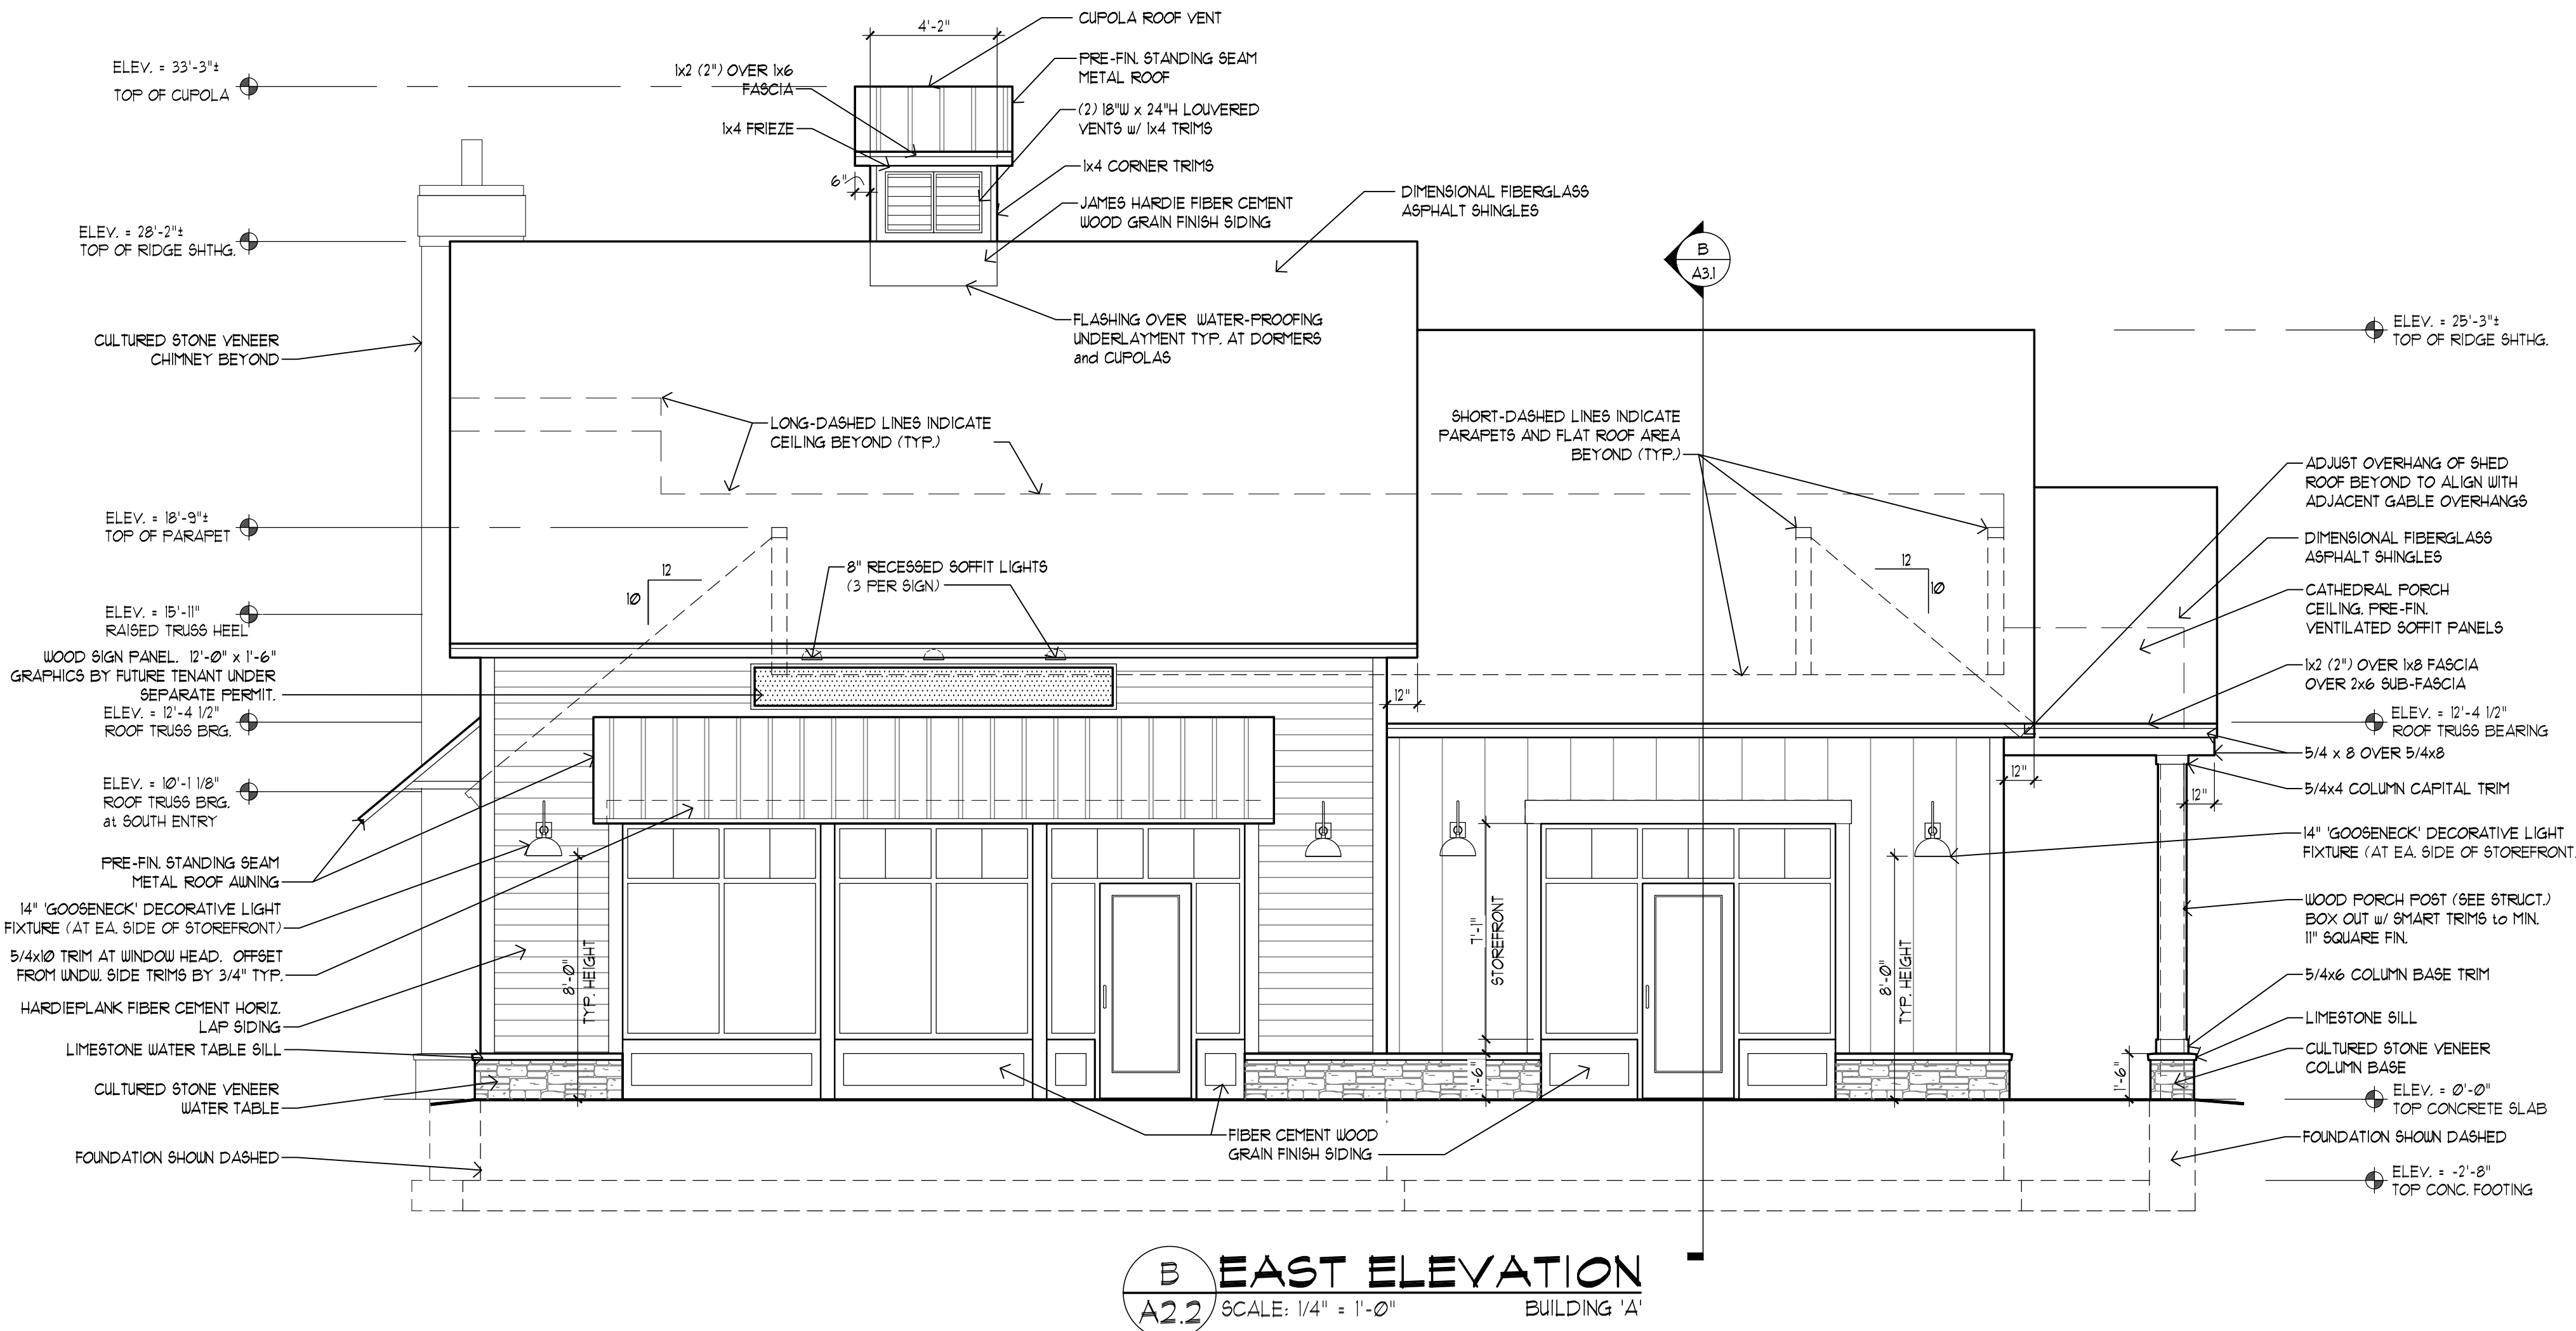 4'-2"
CUPOLA ROOF VENT
PRE-FIN. STANDING SEAM
METAL ROOF
(2) 18"W x 24"H LOUVERED
VENTS w/ 1x4 TRIMS
1x4 CORNER TRIMS
JAMES HARDIE FIBER CEMENT
WOOD GRAIN FINISH SIDING
1x2 (2") OVER 1x6
FASCIA
1x4 FRIEZE
6"
ELEV. = 33'-3"±
TOP OF CUPOLA
ELEV. = 28'-2"±
TOP OF RIDGE SHTHG.
CULTURED STONE VENEER
CHIMNEY BEYOND
DIMENSIONAL FIBERGLASS
ASPHALT SHINGLES
B
A3.1
FLASHING OVER WATER-PROOFING
UNDERLAYMENT TYP. AT DORMERS
and CUPOLAS
ELEV. = 25'-3"±
TOP OF RIDGE SHTHG.
LONG-DASHED LINES INDICATE
CEILING BEYOND (TYP.)
SHORT-DASHED LINES INDICATE
PARAPETS AND FLAT ROOF AREA
BEYOND (TYP.)
ELEV. = 18'-9"±
TOP OF PARAPET
12
10
8" RECESSED SOFFIT LIGHTS
(3 PER SIGN)
12
10
ELEV. = 15'-11"
RAISED TRUSS HEEL
WOOD SIGN PANEL. 12'-0" x 1'-6"
GRAPHICS BY FUTURE TENANT UNDER
SEPARATE PERMIT.
ELEV. = 12'-4 1/2"
ROOF TRUSS BRG.
ELEV. = 10'-1 1/8"
ROOF TRUSS BRG.
at SOUTH ENTRY
PRE-FIN. STANDING SEAM
METAL ROOF AWNING
14" 'GOOSENECK' DECORATIVE LIGHT
FIXTURE (AT EA. SIDE OF STOREFRONT)
5/4x10 TRIM AT WINDOW HEAD. OFFSET
FROM WNDW. SIDE TRIMS BY 3/4" TYP.
HARDIEPLANK FIBER CEMENT HORIZ.
LAP SIDING
LIMESTONE WATER TABLE SILL
CULTURED STONE VENEER
WATER TABLE
FOUNDATION SHOWN DASHED
8'-0"
TYP. HEIGHT
12"
7'-1"
STOREFRONT
1'-6"
8'-0"
TYP. HEIGHT
12"
12"
1'-6"
ADJUST OVERHANG OF SHED
ROOF BEYOND TO ALIGN WITH
ADJACENT GABLE OVERHANGS
DIMENSIONAL FIBERGLASS
ASPHALT SHINGLES
CATHEDRAL PORCH
CEILING. PRE-FIN.
VENTILATED SOFFIT PANELS
1x2 (2") OVER 1x8 FASCIA
OVER 2x6 SUB-FASCIA
ELEV. = 12'-4 1/2"
ROOF TRUSS BEARING
5/4 x 8 OVER 5/4x8
5/4x4 COLUMN CAPITAL TRIM
14" 'GOOSENECK' DECORATIVE LIGHT
FIXTURE (AT EA. SIDE OF STOREFRONT.
WOOD PORCH POST (SEE STRUCT.)
BOX OUT w/ SMART TRIMS to MIN.
11" SQUARE FIN.
5/4x6 COLUMN BASE TRIM
LIMESTONE SILL
CULTURED STONE VENEER
COLUMN BASE
ELEV. = 0'-0"
TOP CONCRETE SLAB
FOUNDATION SHOWN DASHED
ELEV. = -2'-8"
TOP CONC. FOOTING
FIBER CEMENT WOOD
GRAIN FINISH SIDING
B
A2.2
EAST ELEVATION
SCALE: 1/4" = 1'-0"
BUILDING 'A'